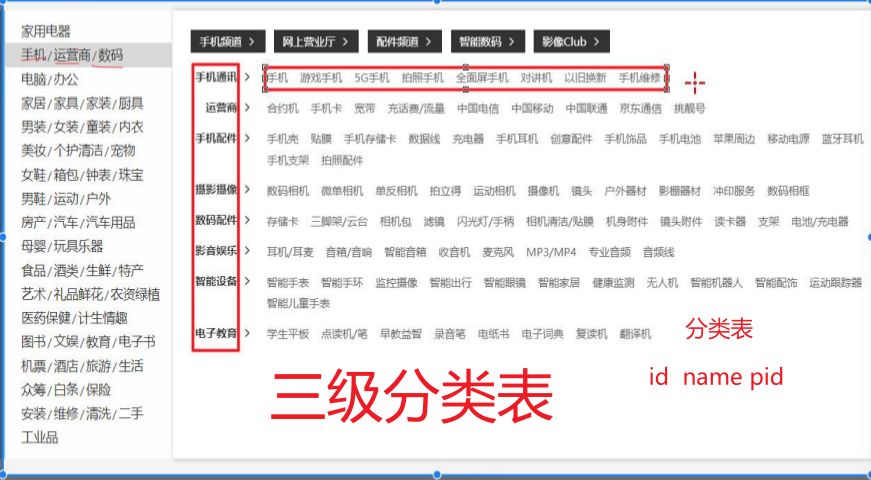 家用电器
手机/运营商/数码
电脑/办公
家居/家具/家装/厨具
男装/女装/童装/内衣
美妆/个护清洁/宠物
女鞋/箱包/钟表/珠宝
男鞋/运动/户外
房产/汽车/汽车用品
母婴/玩具乐器
食品/酒类/生鲜/特产
艺术/礼品鲜花/农资绿植
医药保健/计生情趣
图书/文娱/教育/电子书
机票/酒店/旅游/生活
众筹/白条/保险
安装/维修/清洗/二手
工业品
手机频道 > 网上营业厅 > 配件频道 > 智能数码 > 影像Club >
手机通讯 > 手机 游戏手机 5G手机 拍照手机 全面屏手机 对讲机 以旧换新 手机维修
运营商 > 合约机 手机卡 宽带 充话费/流量 中国电信 中国移动 中国联通 京东通信 挑靓号
手机配件 > 手机壳 贴膜 手机存储卡 数据线 充电器 手机耳机 创意配件 手机饰品 手机电池 苹果周边 移动电源 蓝牙耳机
手机支架 拍照配件
摄影摄像 > 数码相机 微单相机 单反相机 拍立得 运动相机 摄像机 镜头 户外器材 影棚器材 冲印服务 数码相框
数码配件 > 存储卡 三脚架/云台 相机包 滤镜 闪光灯/手柄 相机清洁/贴膜 机身附件 镜头附件 读卡器 支架 电池/充电器
影音娱乐 > 耳机/耳麦 音箱/音响 智能音箱 收音机 麦克风 MP3/MP4 专业音频 音频线
智能设备 > 智能手表 智能手环 监控摄像 智能出行 智能眼镜 智能家居 健康监测 无人机 智能机器人 智能配饰 运动跟踪器
智能儿童手表
电子教育 > 学生平板 点读机/笔 早教益智 录音笔 电纸书 电子词典 复读机 翻译机
分类表
id name pid
三级分类表